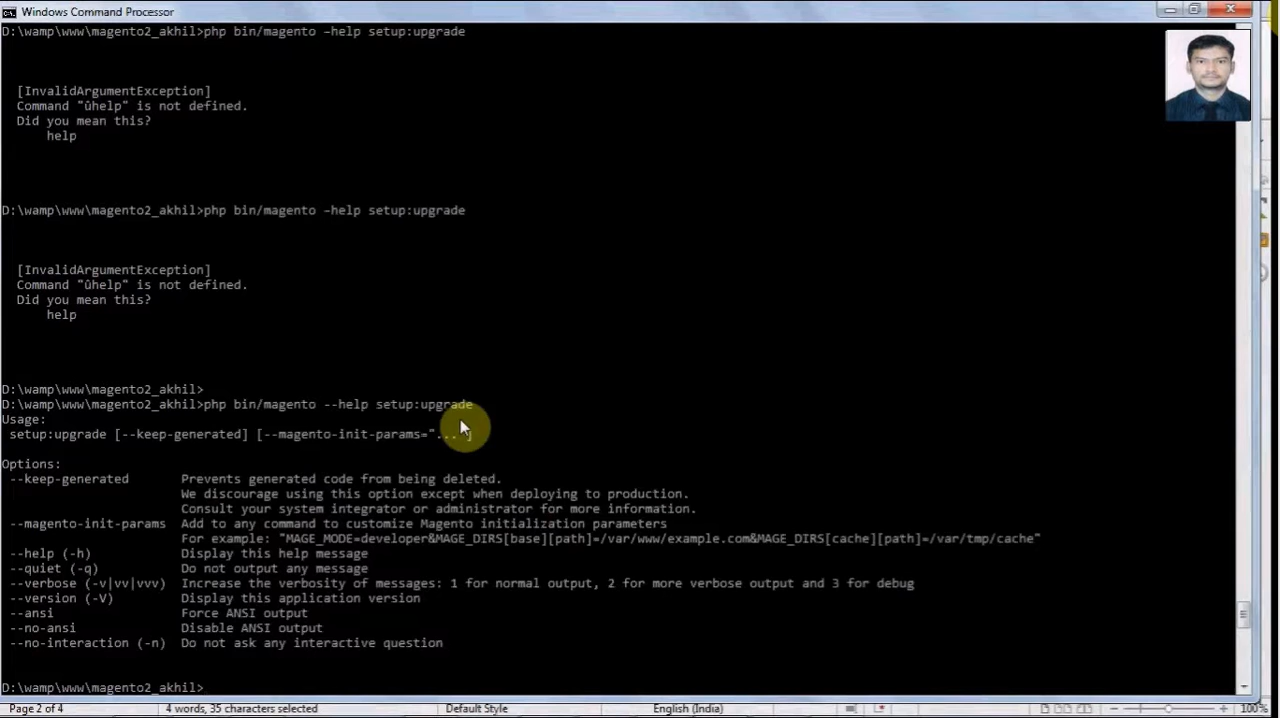 Windows Command Processor
D:\wamp\www\magento2_akhil>php bin/magento –help setup:upgrade
[InvalidArgumentException]
Command "ûhelp" is not defined.
Did you mean this?
help
D:\wamp\www\magento2_akhil>php bin/magento –help setup:upgrade
[InvalidArgumentException]
Command "ûhelp" is not defined.
Did you mean this?
help
D:\wamp\www\magento2_akhil>
D:\wamp\www\magento2_akhil>php bin/magento --help setup:upgrade
Usage:
setup:upgrade [--keep-generated] [--magento-init-params="..."]
Options:
--keep-generated Prevents generated code from being deleted.
We discourage using this option except when deploying to production.
Consult your system integrator or administrator for more information.
--magento-init-params Add to any command to customize Magento initialization parameters
For example: "MAGE_MODE=developer&MAGE_DIRS[base][path]=/var/www/example.com&MAGE_DIRS[cache][path]=/var/tmp/cache"
--help (-h) Display this help message
--quiet (-q) Do not output any message
--verbose (-v|vv|vvv) Increase the verbosity of messages: 1 for normal output, 2 for more verbose output and 3 for debug
--version (-V) Display this application version
--ansi Force ANSI output
--no-ansi Disable ANSI output
--no-interaction (-n) Do not ask any interactive question
D:\wamp\www\magento2_akhil>
Page 2 of 4 4 words, 35 characters selected Default Style English (India) 100%